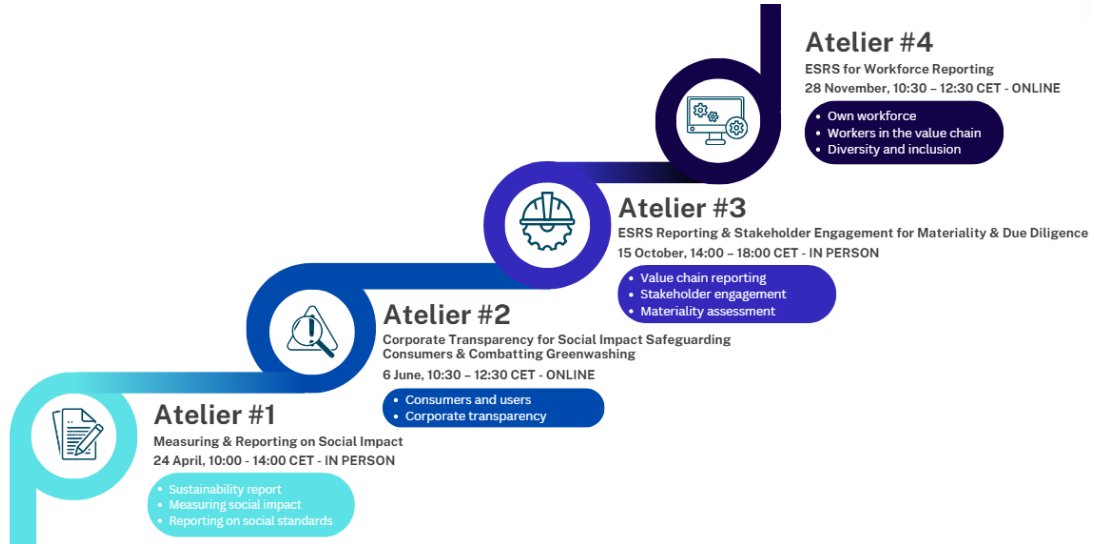 Atelier #4
ESRS for Workforce Reporting
28 November, 10:30 – 12:30 CET - ONLINE
• Own workforce
• Workers in the value chain
• Diversity and inclusion
Atelier #3
ESRS Reporting & Stakeholder Engagement for Materiality & Due Diligence
15 October, 14:00 – 18:00 CET - IN PERSON
• Value chain reporting
• Stakeholder engagement
• Materiality assessment
Atelier #2
Corporate Transparency for Social Impact Safeguarding
Consumers & Combatting Greenwashing
6 June, 10:30 – 12:30 CET - ONLINE
• Consumers and users
• Corporate transparency
Atelier #1
Measuring & Reporting on Social Impact
24 April, 10:00 - 14:00 CET - IN PERSON
• Sustainability report
• Measuring social impact
• Reporting on social standards